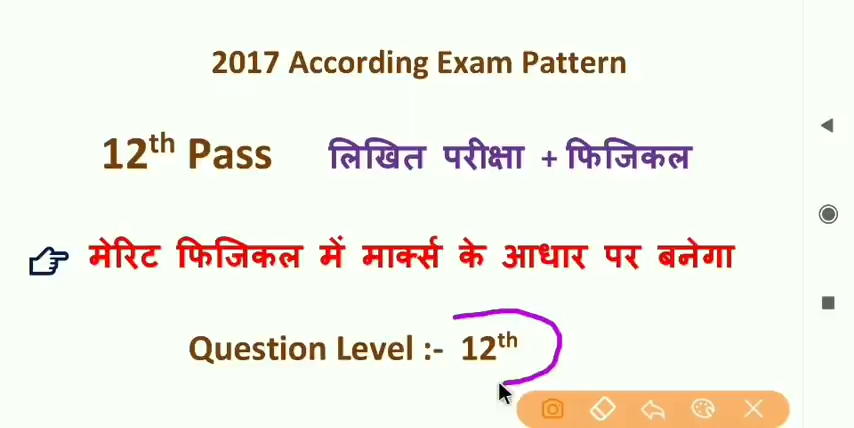 2017 According Exam Pattern
12th Pass लिखित परीक्षा + फिजिकल
मेरिट फिजिकल में मार्क्स के आधार पर बनेगा
Question Level :- 12th